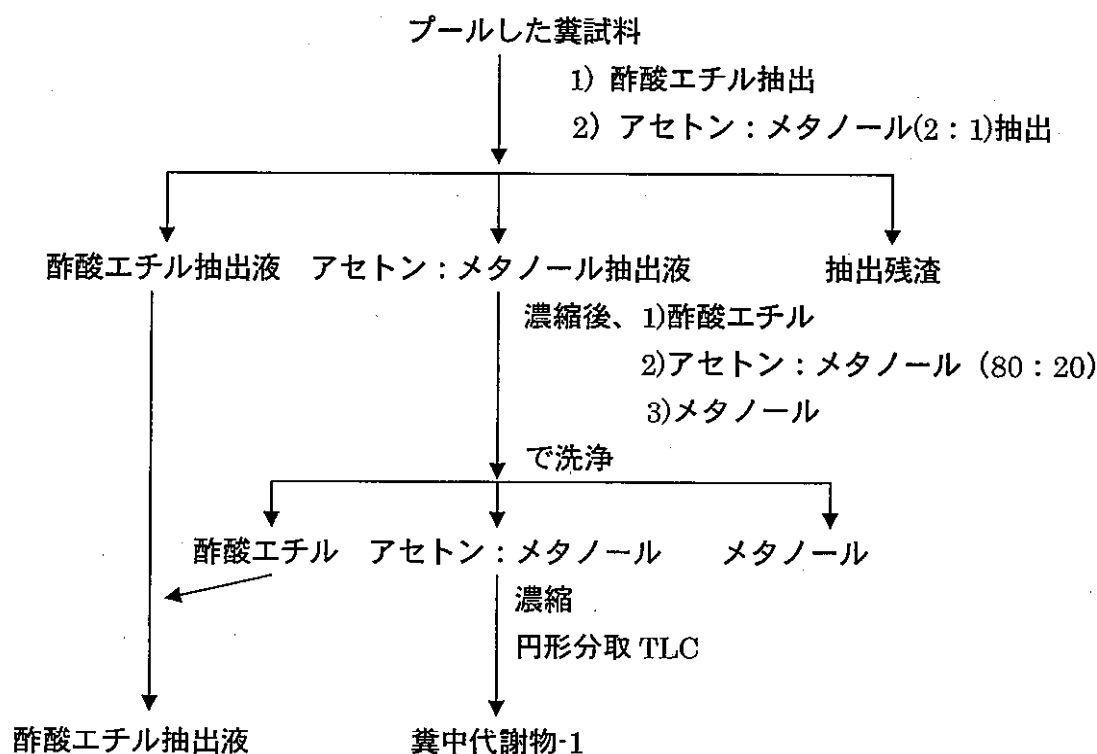 プールした糞試料
1) 酢酸エチル抽出
2) アセトン：メタノール(2：1)抽出
酢酸エチル抽出液 アセトン：メタノール抽出液 抽出残渣
濃縮後、1)酢酸エチル
2)アセトン：メタノール（80：20）
3)メタノール
で洗浄
酢酸エチル アセトン：メタノール メタノール
濃縮
円形分取 TLC
酢酸エチル抽出液 糞中代謝物-1